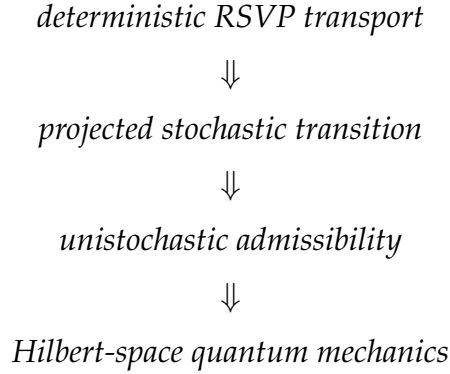 deterministic RSVP transport
⇓
projected stochastic transition
⇓
unistochastic admissibility
⇓
Hilbert-space quantum mechanics